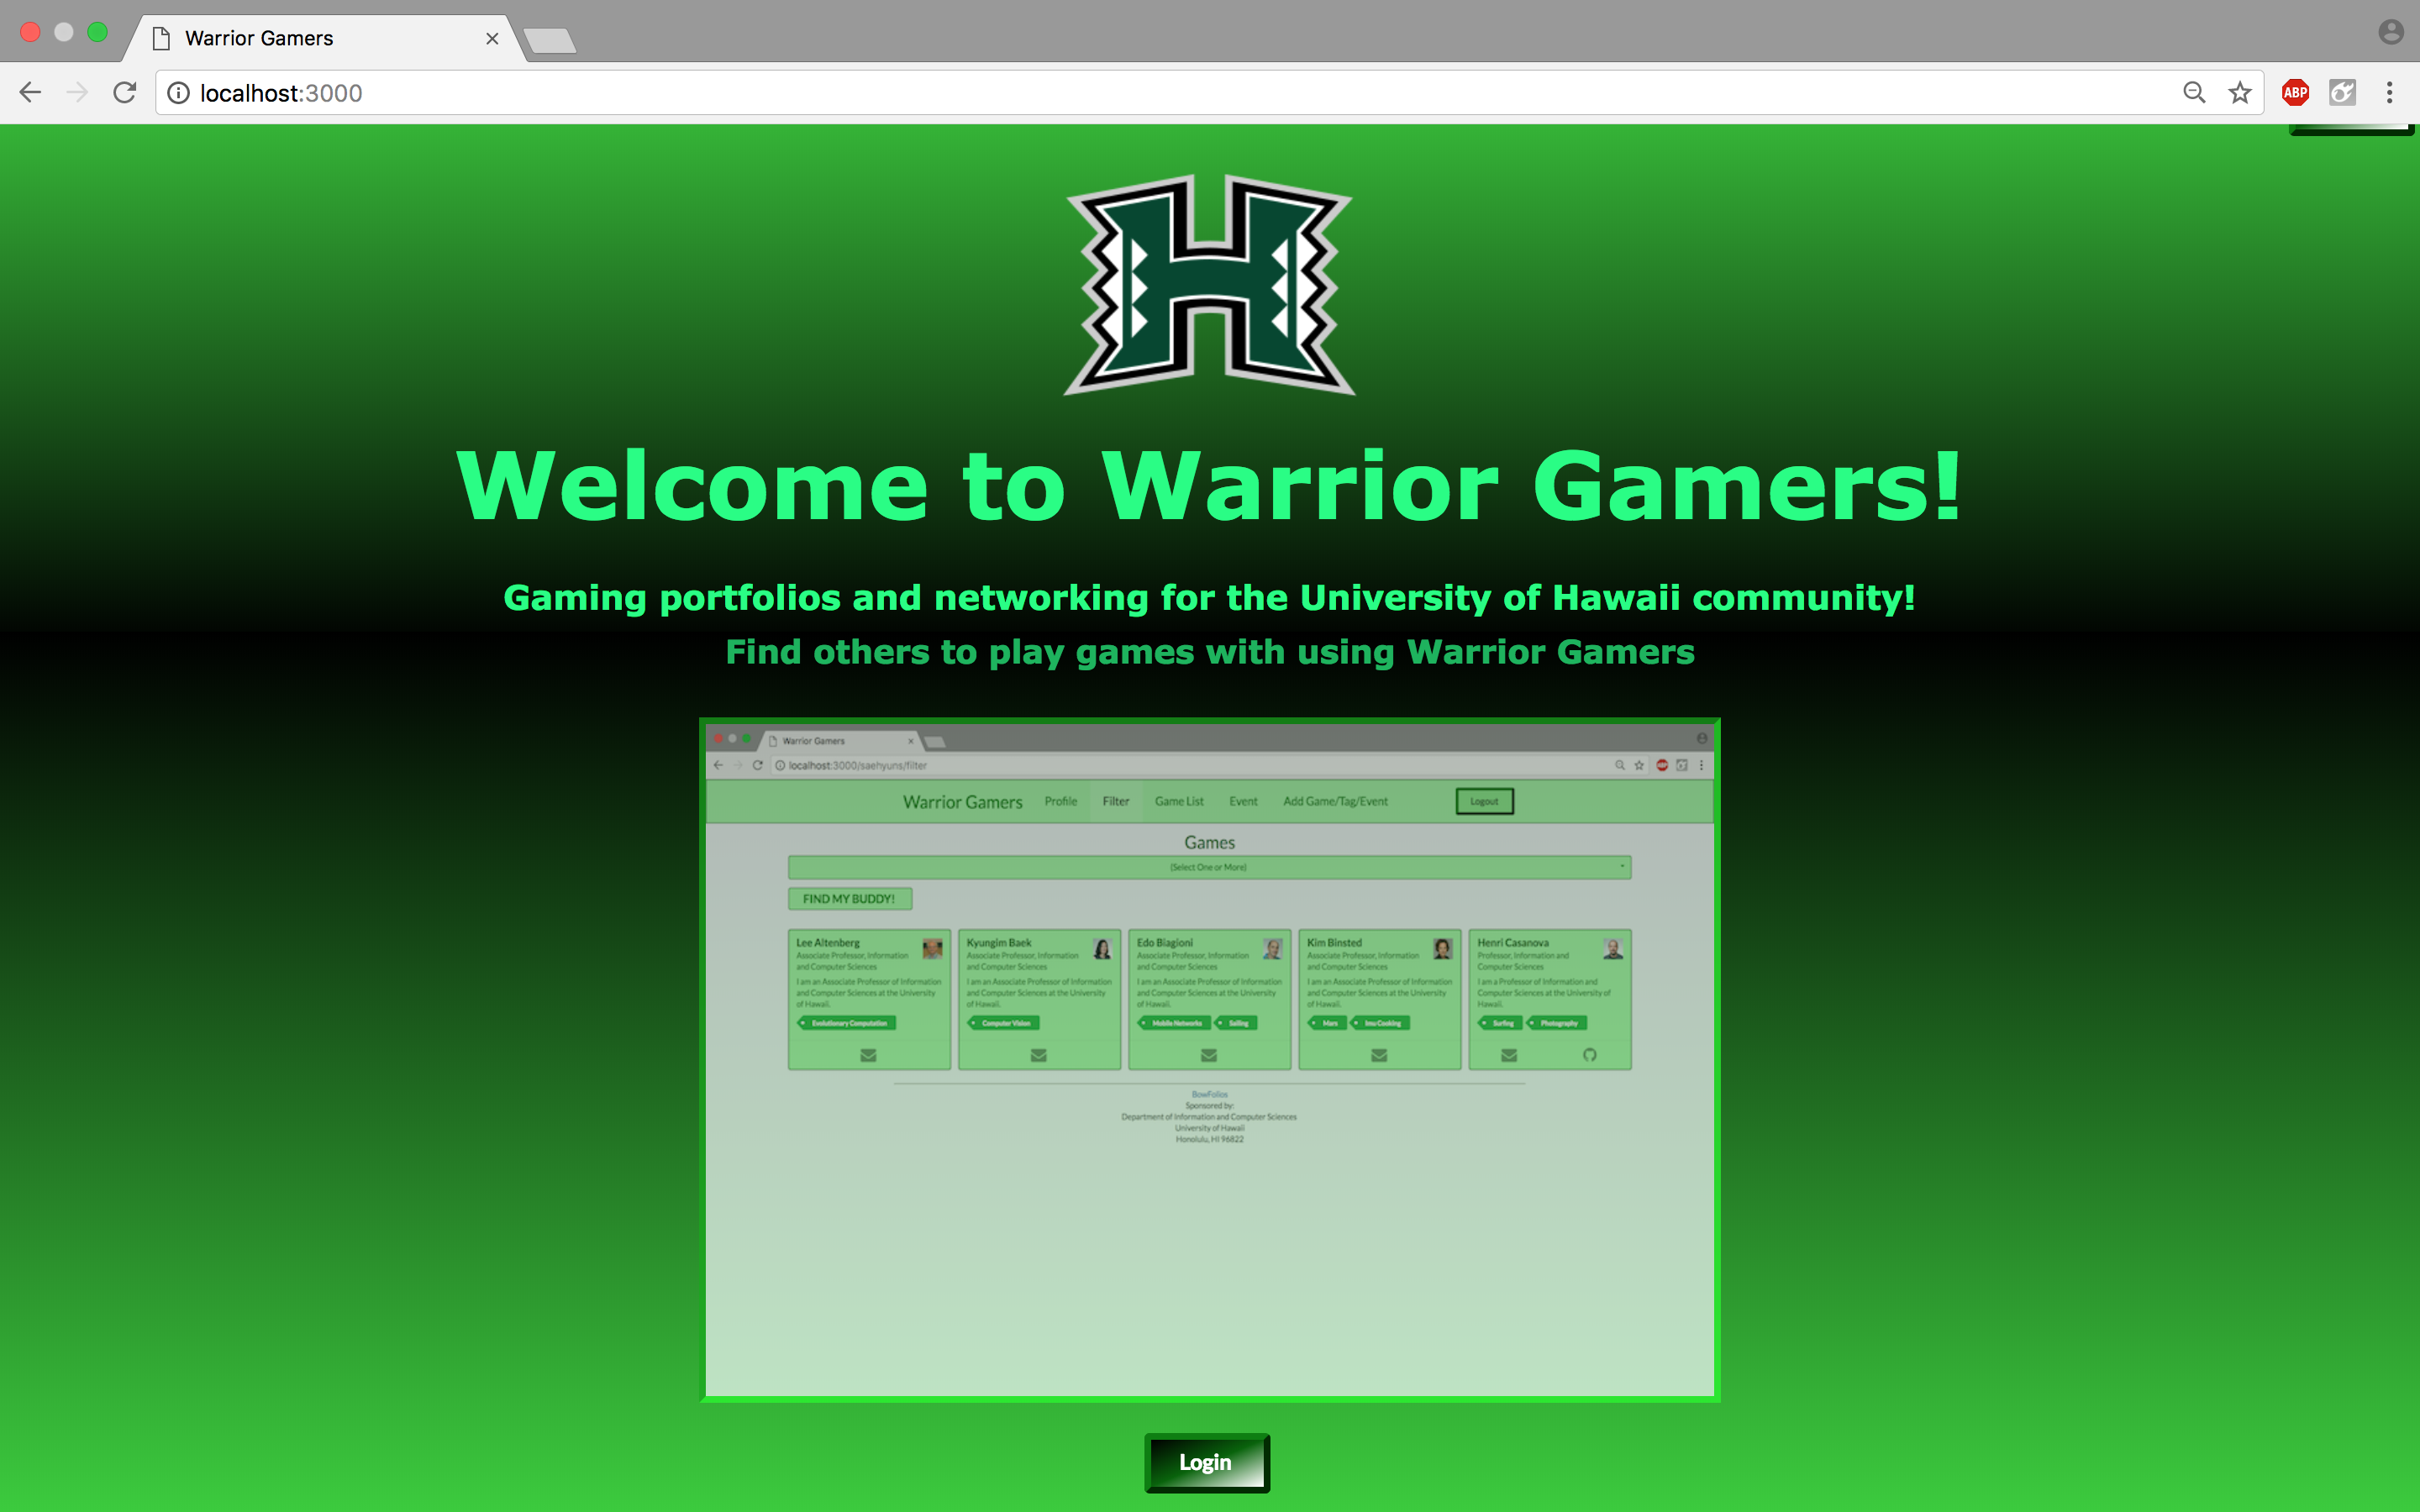 Warrior Gamers
localhost:3000
ABP
H
Welcome to Warrior Gamers!
Gaming portfolios and networking for the University of Hawaii community!
Find others to play games with using Warrior Gamers
Warrior Gamers
localhost:3000/saehyuns/filter
Warrior Gamers Profile Filter Game List Event Add Game/Tag/Event Logout
Games
(Select One or More)
FIND MY BUDDY!
Lee Altenberg
Associate Professor, Information
and Computer Sciences
I am an Associate Professor of Information
and Computer Sciences at the University
of Hawaii.
Evolutionary Computation
Kyungim Baek
Associate Professor, Information
and Computer Sciences
I am an Associate Professor of Information
and Computer Sciences at the University
of Hawaii.
Computer Vision
Edo Biagioni
Associate Professor, Information
and Computer Sciences
I am an Associate Professor of Information
and Computer Sciences at the University
of Hawaii.
Mobile Networks Sailing
Kim Binsted
Associate Professor, Information
and Computer Sciences
I am an Associate Professor of Information
and Computer Sciences at the University
of Hawaii.
Mars Imu Cooking
Henri Casanova
Professor, Information and
Computer Sciences
I am a Professor of Information and
Computer Sciences at the University of
Hawaii.
Surfing Photography
BowFolios
Sponsored by:
Department of Information and Computer Sciences
University of Hawaii
Honolulu, HI 96822
Login